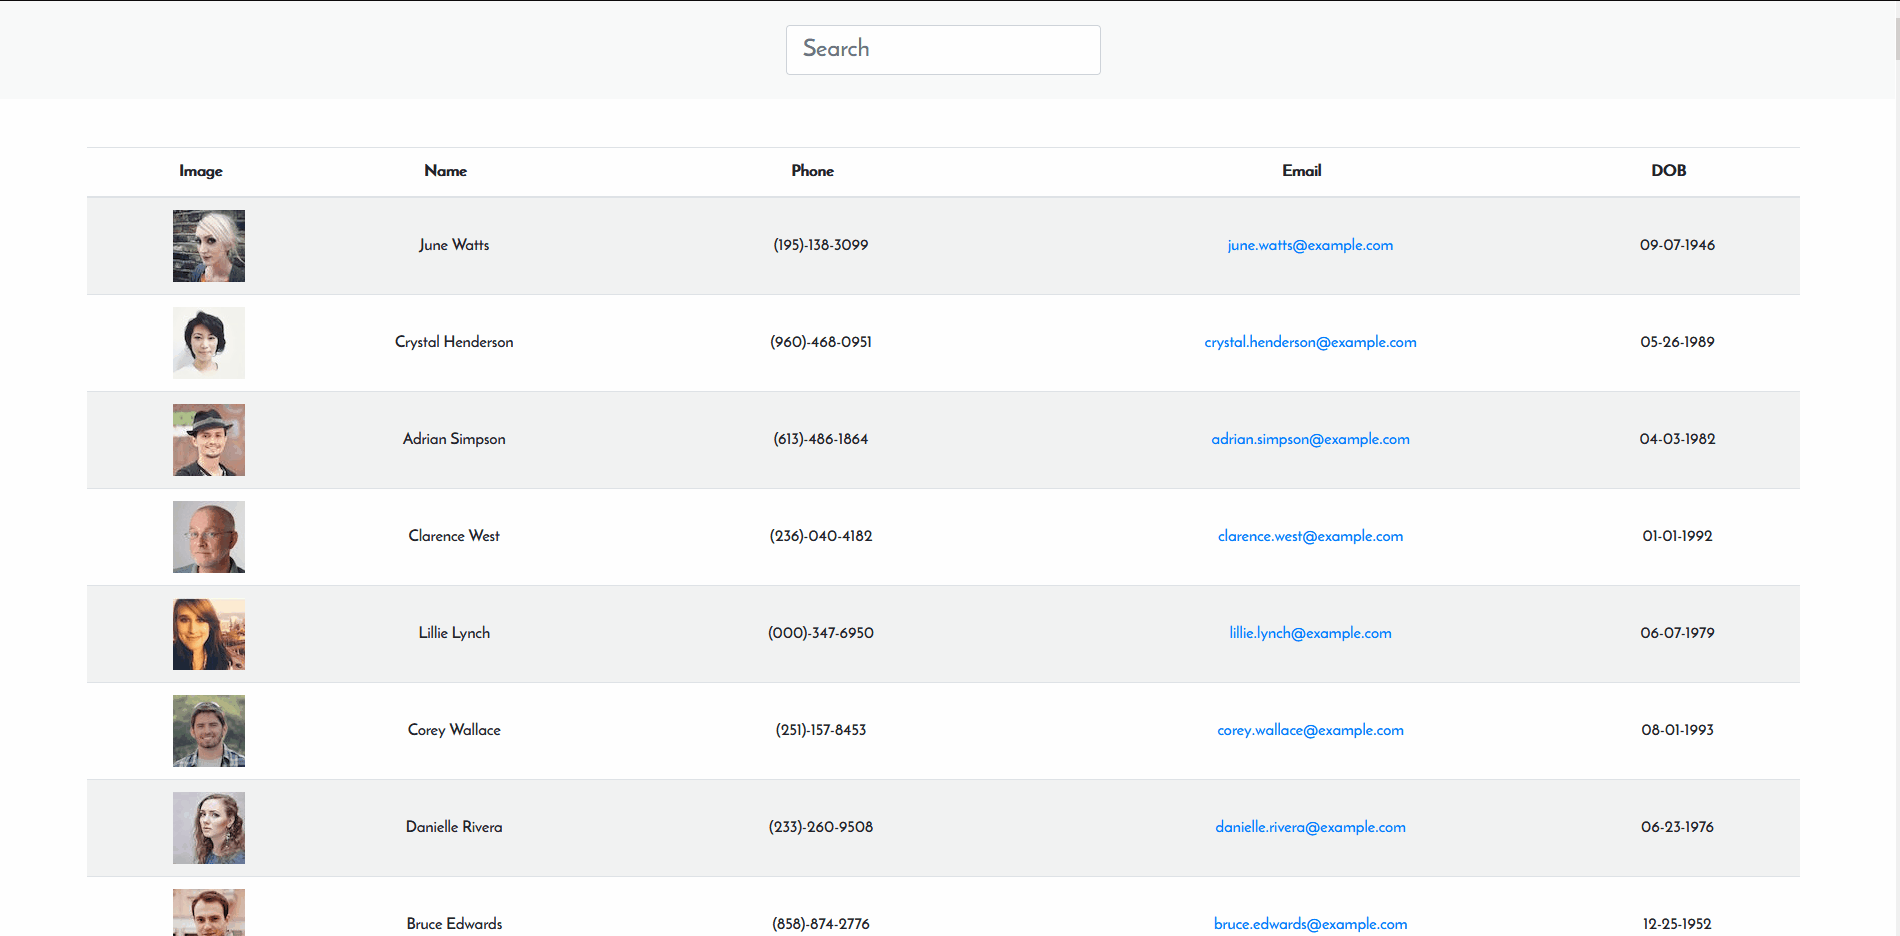 Search
Image Name Phone Email DOB
June Watts (195)-138-3099 june.watts@example.com 09-07-1946
Crystal Henderson (960)-468-0951 crystal.henderson@example.com 05-26-1989
Adrian Simpson (613)-486-1864 adrian.simpson@example.com 04-03-1982
Clarence West (236)-040-4182 clarence.west@example.com 01-01-1992
Lillie Lynch (000)-347-6950 lillie.lynch@example.com 06-07-1979
Corey Wallace (251)-157-8453 corey.wallace@example.com 08-01-1993
Danielle Rivera (233)-260-9508 danielle.rivera@example.com 06-23-1976
Bruce Edwards (858)-874-2776 bruce.edwards@example.com 12-25-1952